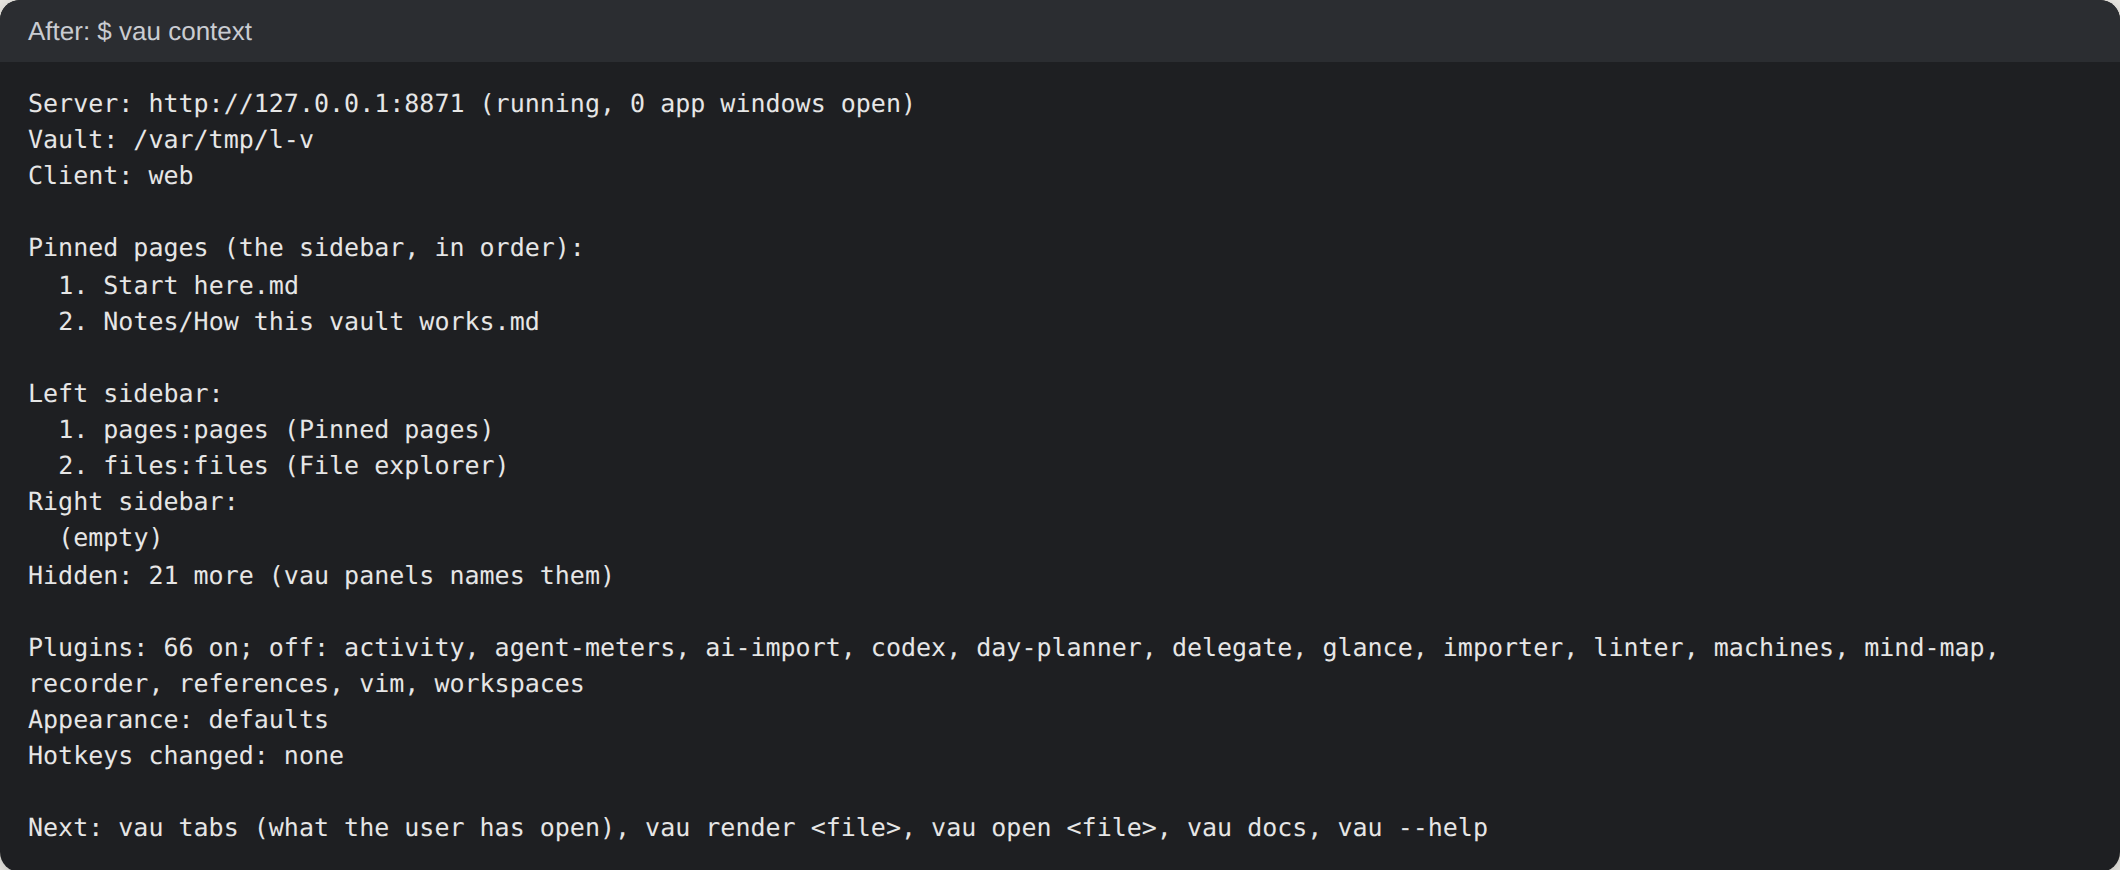 After: $ vau context
Server: http://127.0.0.1:8871 (running, 0 app windows open)
Vault: /var/tmp/l-v
Client: web
Pinned pages (the sidebar, in order):
1. Start here.md
2. Notes/How this vault works.md
Left sidebar:
1. pages:pages (Pinned pages)
2. files:files (File explorer)
Right sidebar:
(empty)
Hidden: 21 more (vau panels names them)
Plugins: 66 on; off: activity, agent-meters, ai-import, codex, day-planner, delegate, glance, importer, linter, machines, mind-map,
recorder, references, vim, workspaces
Appearance: defaults
Hotkeys changed: none
Next: vau tabs (what the user has open), vau render <file>, vau open <file>, vau docs, vau --help